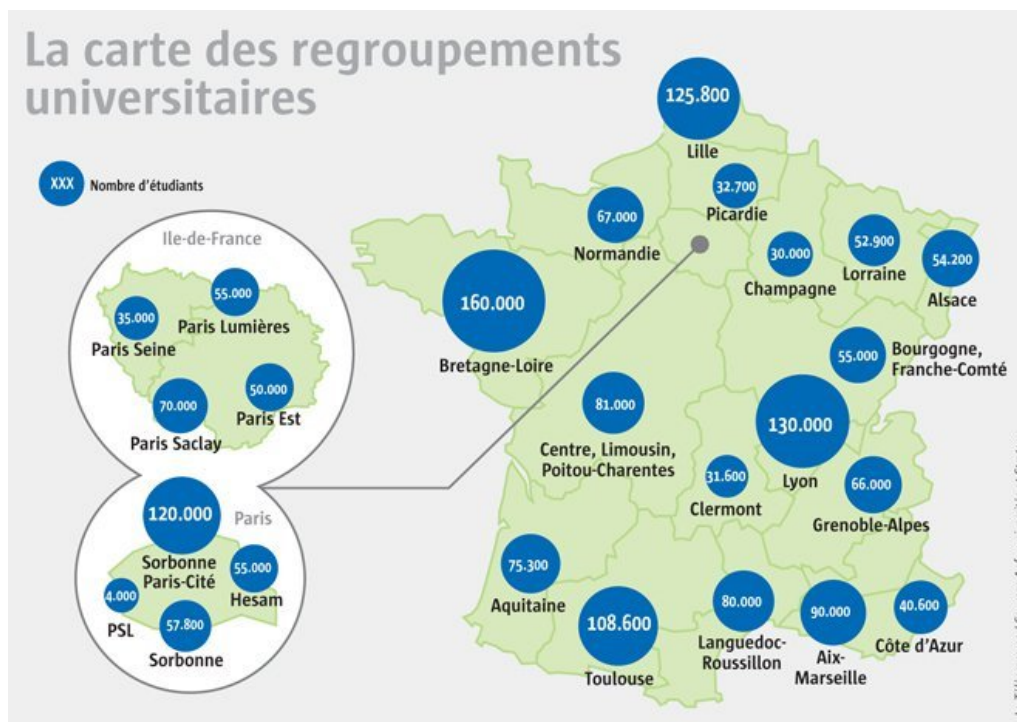 La carte des regroupements
universitaires
XXX Nombre d'étudiants
125.800
Lille
32.700
Picardie
67.000
Normandie
30.000
Champagne
52.900
Lorraine
54.200
Alsace
160.000
Bretagne-Loire
55.000
Bourgogne,
Franche-Comté
81.000
Centre, Limousin,
Poitou-Charentes
130.000
Lyon
31.600
Clermont
66.000
Grenoble-Alpes
75.300
Aquitaine
108.600
Toulouse
80.000
Languedoc-
Roussillon
90.000
Aix-
Marseille
40.600
Côte d'Azur
Ile-de-France
55.000
Paris Lumières
35.000
Paris Seine
50.000
Paris Est
70.000
Paris Saclay
Paris
120.000
Sorbonne
Paris-Cité
55.000
Hesam
4.000
PSL
57.800
Sorbonne